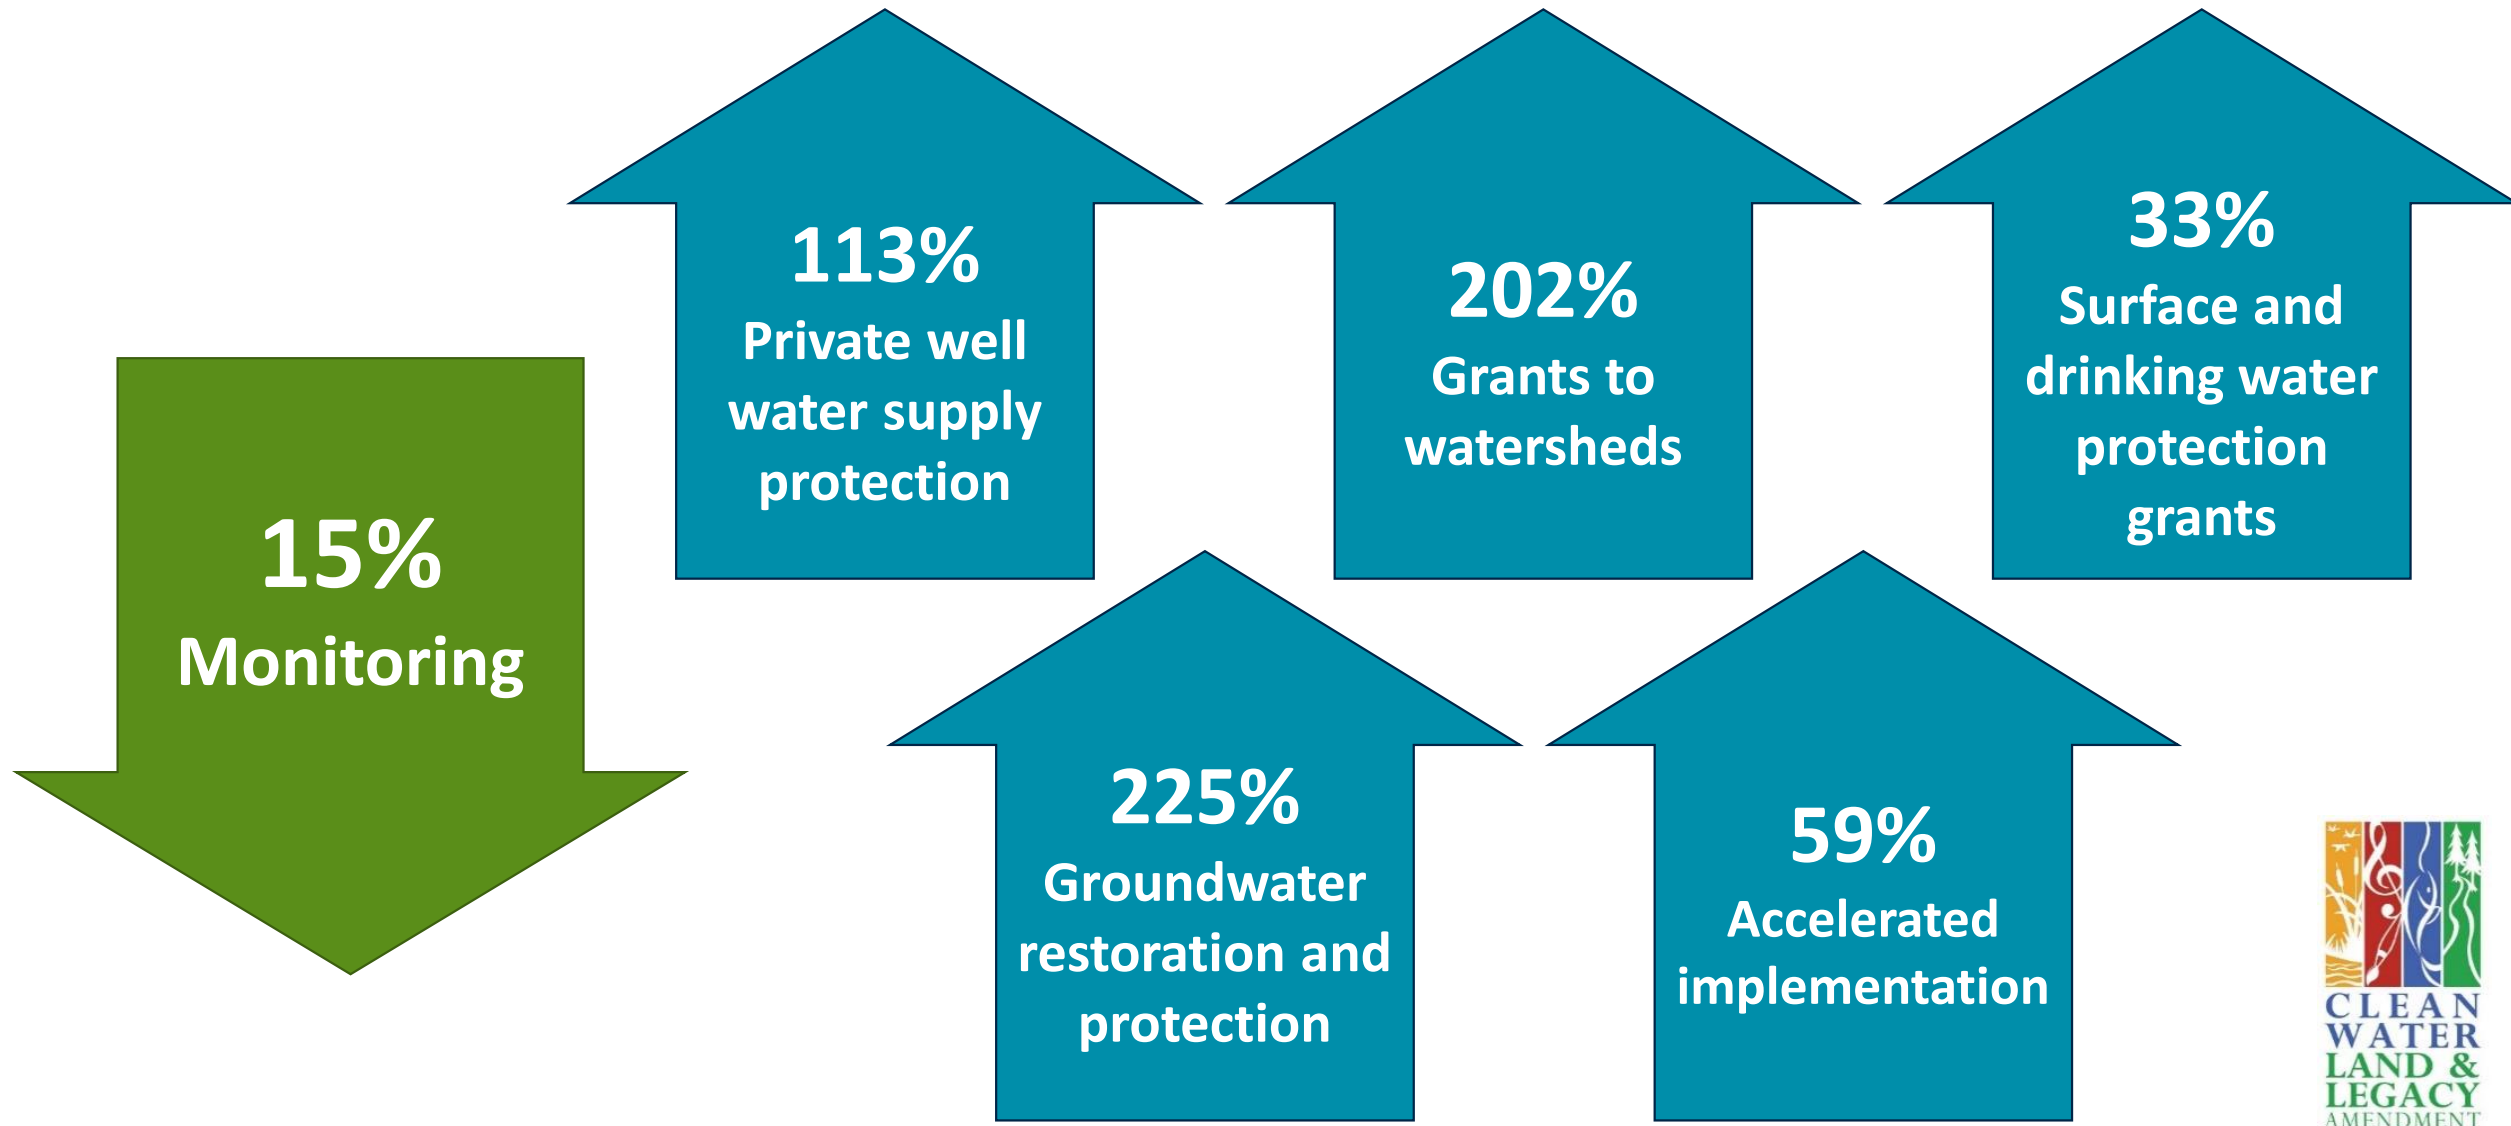 15%
Monitoring
113%
Private well
water supply
protection
225%
Groundwater
restoration and
protection
202%
Grants to
watersheds
59%
Accelerated
implementation
33%
Surface and
drinking water
protection
grants
CLEAN
WATER
LAND &
LEGACY
AMENDMENT